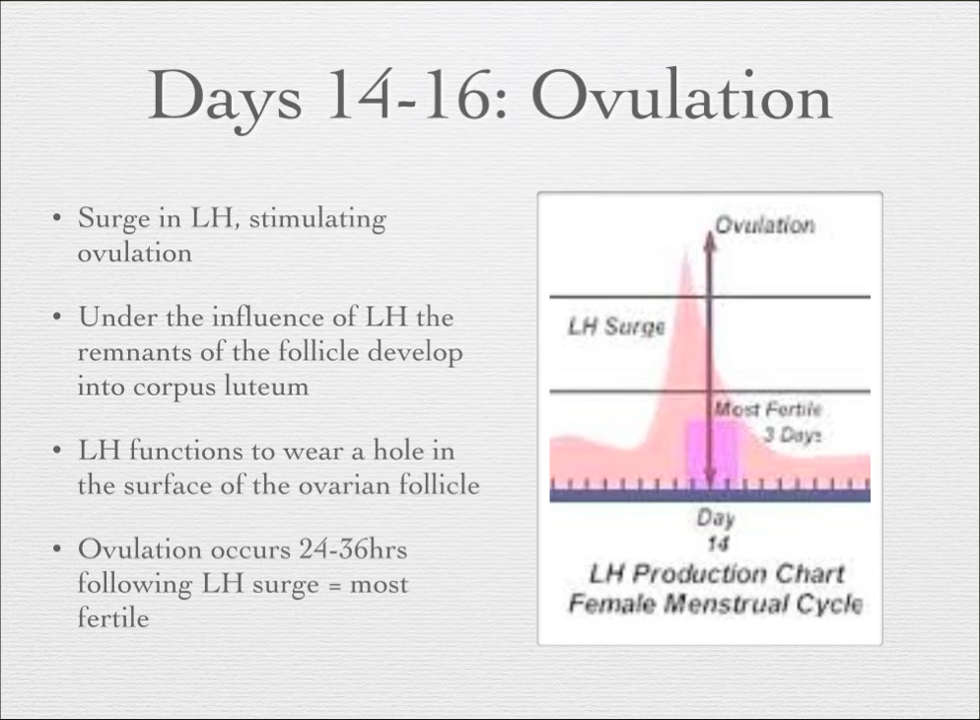 Days 14-16: Ovulation
• Surge in LH, stimulating
ovulation
• Under the influence of LH the
remnants of the follicle develop
into corpus luteum
• LH functions to wear a hole in
the surface of the ovarian follicle
• Ovulation occurs 24-36hrs
following LH surge = most
fertile
Ovulation
LH Surge
Most Fertile
3 Days
Day
14
LH Production Chart
Female Menstrual Cycle